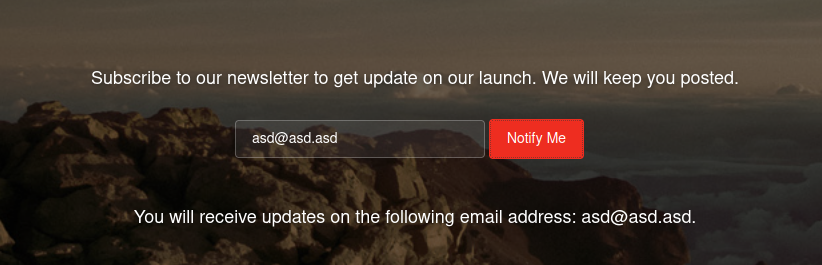 Subscribe to our newsletter to get update on our launch. We will keep you posted.
asd@asd.asd
Notify Me
You will receive updates on the following email address: asd@asd.asd.